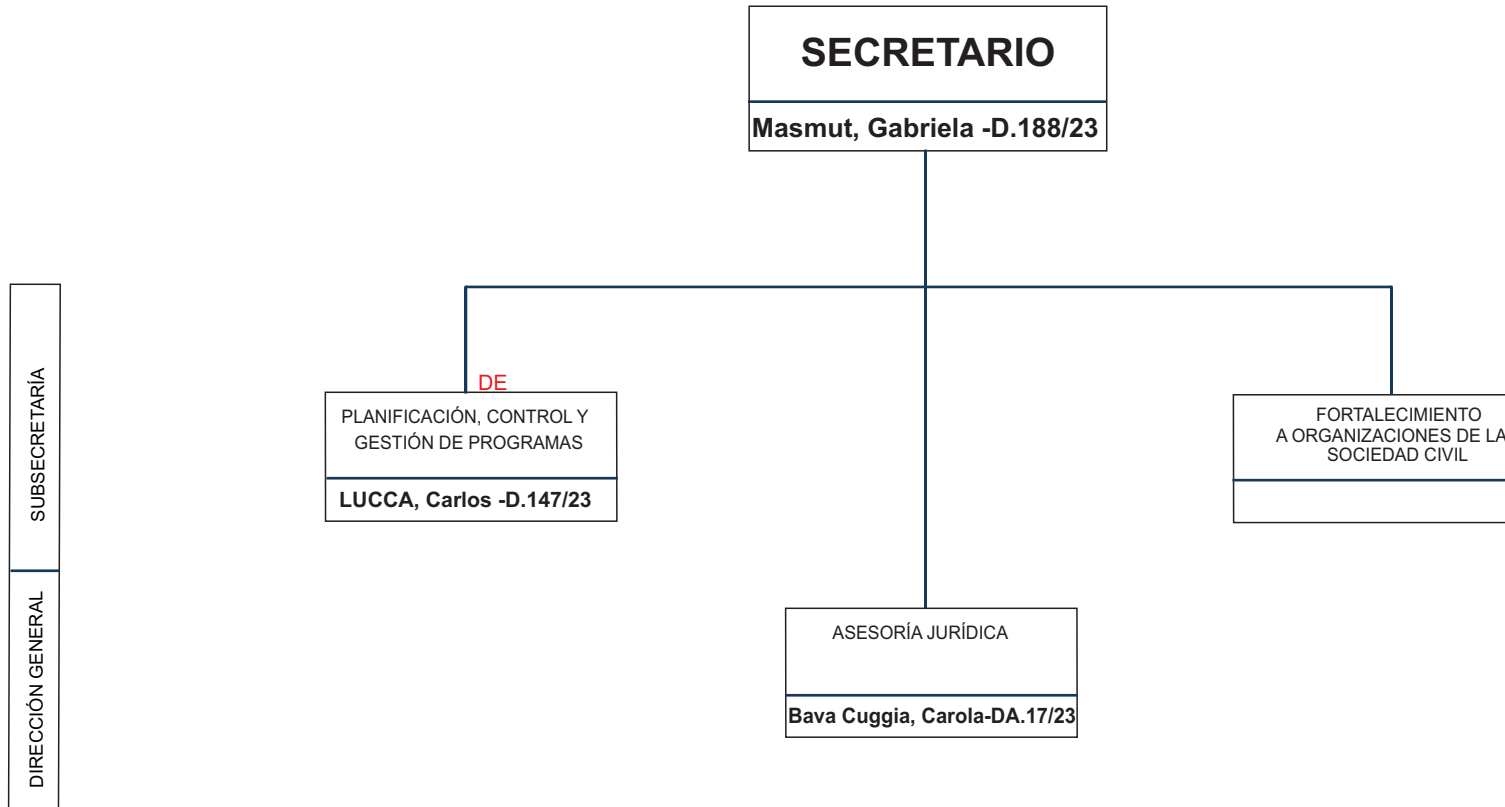 SECRETARIO
Masmut, Gabriela -D.188/23
SUBSECRETARÍA
DE
PLANIFICACIÓN, CONTROL Y
GESTIÓN DE PROGRAMAS
LUCCA, Carlos -D.147/23
FORTALECIMIENTO
A ORGANIZACIONES DE LA
SOCIEDAD CIVIL
DIRECCIÓN GENERAL
ASESORÍA JURÍDICA
Bava Cuggia, Carola-DA.17/23